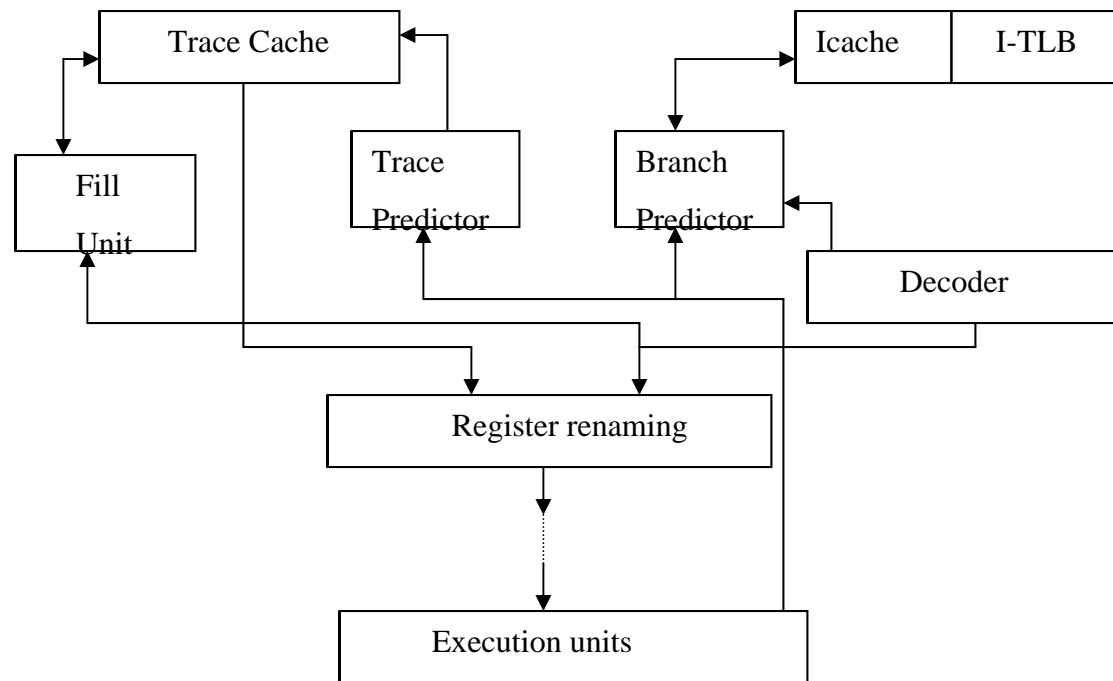 Trace Cache
Icache
I-TLB
Fill
Unit
Trace
Predictor
Branch
Predictor
Decoder
Register renaming
Execution units